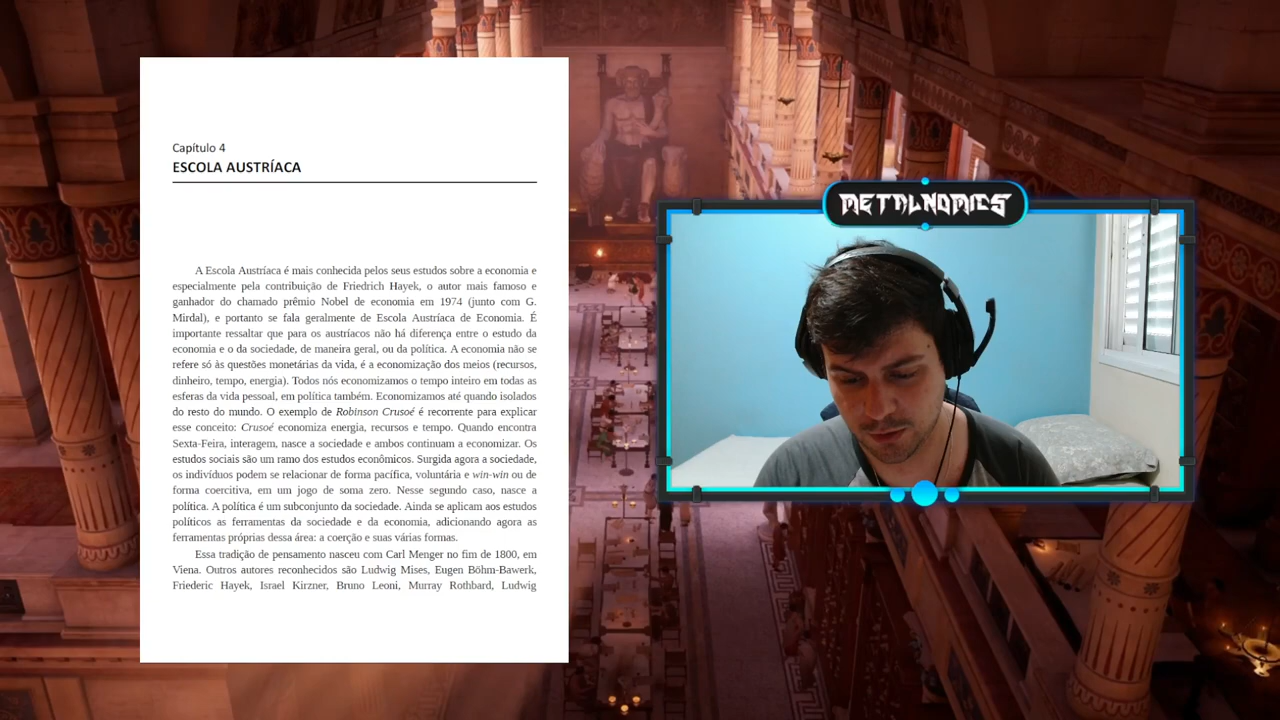 Capítulo 4
ESCOLA AUSTRÍACA
A Escola Austríaca é mais conhecida pelos seus estudos sobre a economia e
especialmente pela contribuição de Friedrich Hayek, o autor mais famoso e
ganhador do chamado prêmio Nobel de economia em 1974 (junto com G.
Mirdal), e portanto se fala geralmente de Escola Austríaca de Economia. É
importante ressaltar que para os austríacos não há diferença entre o estudo da
economia e o da sociedade, de maneira geral, ou da política. A economia não se
refere só às questões monetárias da vida, é a economização dos meios (recursos,
dinheiro, tempo, energia). Todos nós economizamos o tempo inteiro em todas as
esferas da vida pessoal, em política também. Economizamos até quando isolados
do resto do mundo. O exemplo de Robinson Crusoé é recorrente para explicar
esse conceito: Crusoé economiza energia, recursos e tempo. Quando encontra
Sexta-Feira, interagem, nasce a sociedade e ambos continuam a economizar. Os
estudos sociais são um ramo dos estudos econômicos. Surgida agora a sociedade,
os indivíduos podem se relacionar de forma pacífica, voluntária e win-win ou de
forma coercitiva, em um jogo de soma zero. Nesse segundo caso, nasce a
política. A política é um subconjunto da sociedade. Ainda se aplicam aos estudos
políticos as ferramentas da sociedade e da economia, adicionando agora as
ferramentas próprias dessa área: a coerção e suas várias formas.
Essa tradição de pensamento nasceu com Carl Menger no fim de 1800, em
Viena. Outros autores reconhecidos são Ludwig Mises, Eugen Böhm-Bawerk,
Friederic Hayek, Israel Kirzner, Bruno Leoni, Murray Rothbard, Ludwig
METALNOMICS